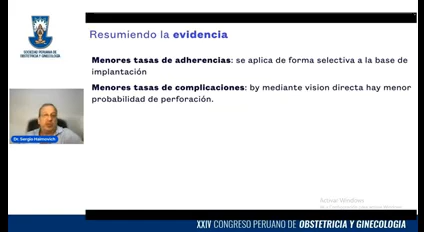 SOCIEDAD PERUANA DE
OBSTETRICIA Y GINECOLOGÍA
Resumiendo la evidencia
Menores tasas de adherencias: se aplica de forma selectiva a la base de
implantación
Menores tasas de complicaciones: by mediante vision directa hay menor
probabilidad de perforación.
Dr. Sergio Haimovich
Activar Windows
XXIV CONGRESO PERUANO DE OBSTETRICIA Y GINECOLOGIA